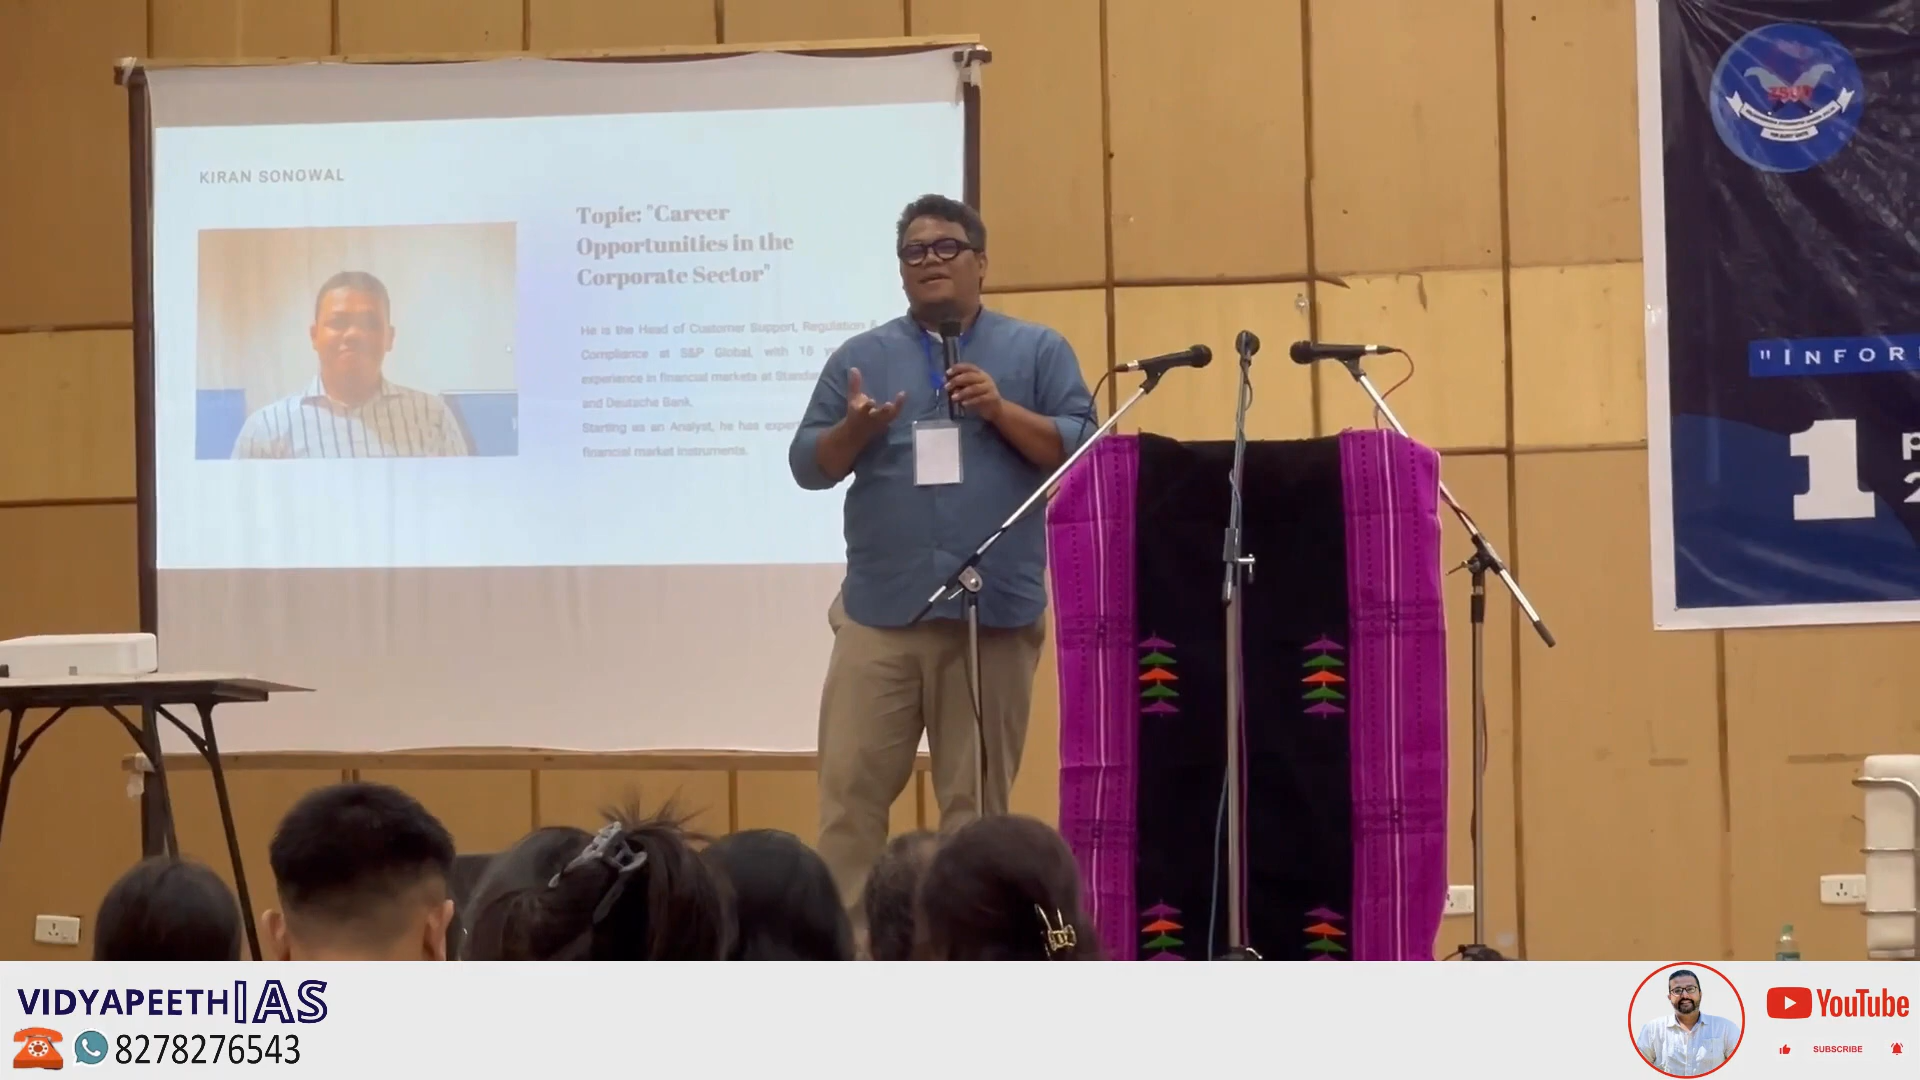 KIRAN SONOWAL
Topic: "Career
Opportunities in the
Corporate Sector"
He is the Head of Customer Support, Regulation &
Compliance at S&P Global, with
experience in financial markets at
and Deutsche Bank.
Starting as an Analyst, he has
financial market instruments.
"INFOR
1
VIDYAPEETH IAS
8278276543
YouTube
SUBSCRIBE